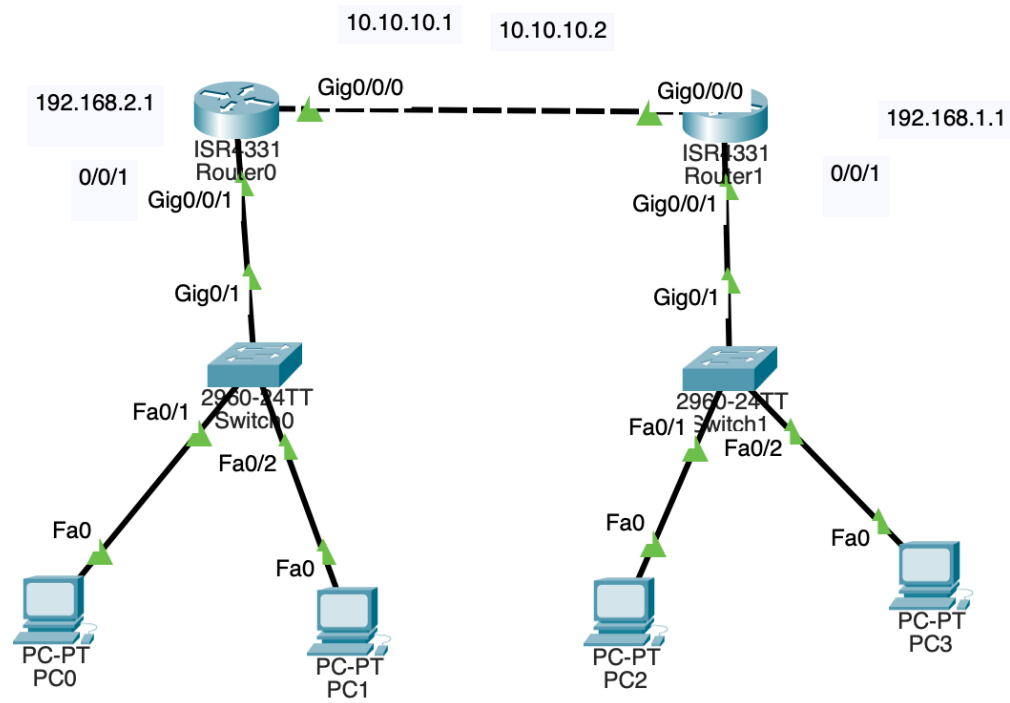 10.10.10.1
10.10.10.2
Gig0/0/0
Gig0/0/0
192.168.2.1
192.168.1.1
ISR4331
Router0
ISR4331
Router1
0/0/1
0/0/1
Gig0/0/1
Gig0/0/1
Gig0/1
Gig0/1
2960-24TT
Switch0
2960-24TT
Switch1
Fa0/1
Fa0/2
Fa0/1
Fa0/2
Fa0
Fa0
Fa0
Fa0
PC-PT
PC0
PC-PT
PC1
PC-PT
PC2
PC-PT
PC3